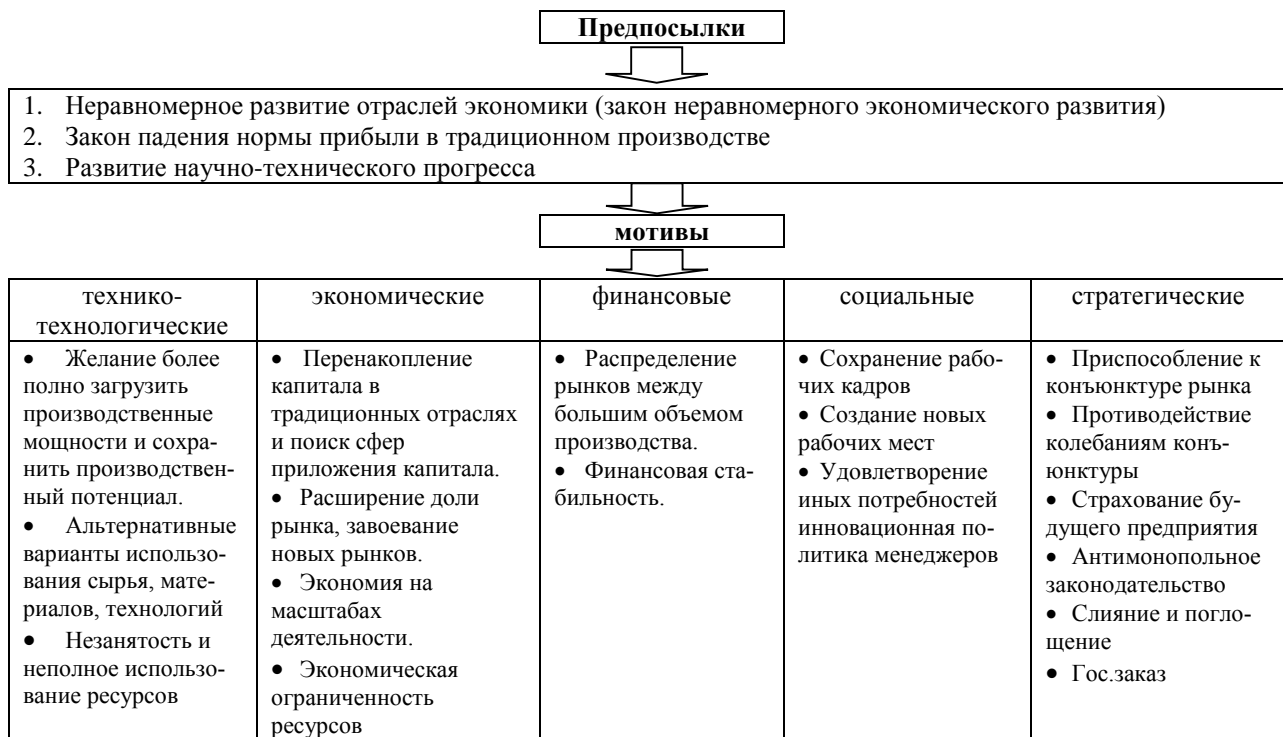 Предпосылки
1. Неравномерное развитие отраслей экономики (закон неравномерного экономического развития)
2. Закон падения нормы прибыли в традиционном производстве
3. Развитие научно-технического прогресса
мотивы
технико-
технологические
• Желание более
полно загрузить
производственные
мощности и сохра-
нить производствен-
ный потенциал.
• Альтернативные
варианты использо-
вания сырья, мате-
риалов, технологий
• Незанятость и
неполное использо-
вание ресурсов
экономические
• Перенакопление
капитала в
традиционных отраслях
и поиск сфер
приложения капитала.
• Расширение доли
рынка, завоевание
новых рынков.
• Экономия на
масштабах
деятельности.
• Экономическая
ограниченность
ресурсов
финансовые
• Распределение
рынков между
большим объемом
производства.
• Финансовая ста-
бильность.
социальные
• Сохранение рабо-
чих кадров
• Создание новых
рабочих мест
• Удовлетворение
иных потребностей
инновационная по-
литика менеджеров
стратегические
• Приспособление к
конъюнктуре рынка
• Противодействие
колебаниям конъ-
юнктуры
• Страхование бу-
дущего предприятия
• Антимонопольное
законодательство
• Слияние и погло-
щение
• Гос.заказ